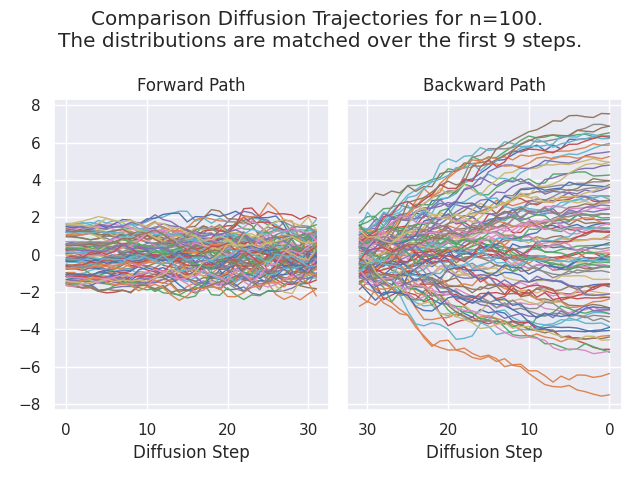 Comparison Diffusion Trajectories for n=100.
The distributions are matched over the first 9 steps.
Forward Path
Backward Path
8
6
4
2
0
−2
−4
−6
−8
0 10 20 30
30 20 10 0
Diffusion Step
Diffusion Step